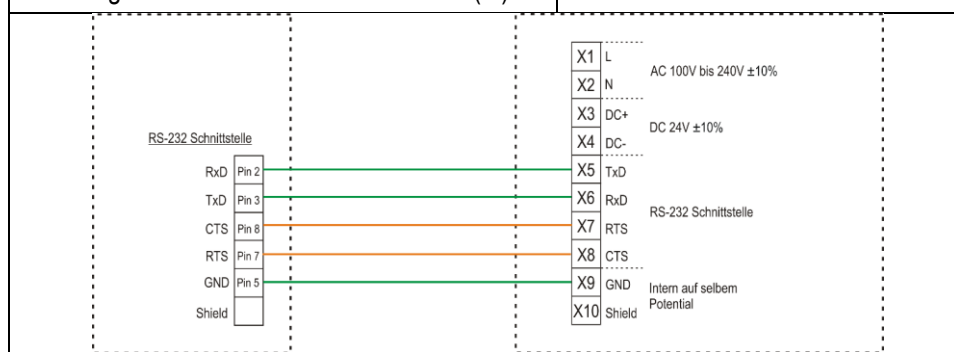 RS-232 Schnittstelle
RxD Pin 2
TxD Pin 3
CTS Pin 8
RTS Pin 7
GND Pin 5
Shield
X1 L
X2 N
AC 100V bis 240V ±10%
X3 DC+
X4 DC-
DC 24V ±10%
X5 TxD
X6 RxD
X7 RTS
X8 CTS
RS-232 Schnittstelle
X9 GND
X10 Shield
Intern auf selbem
Potential